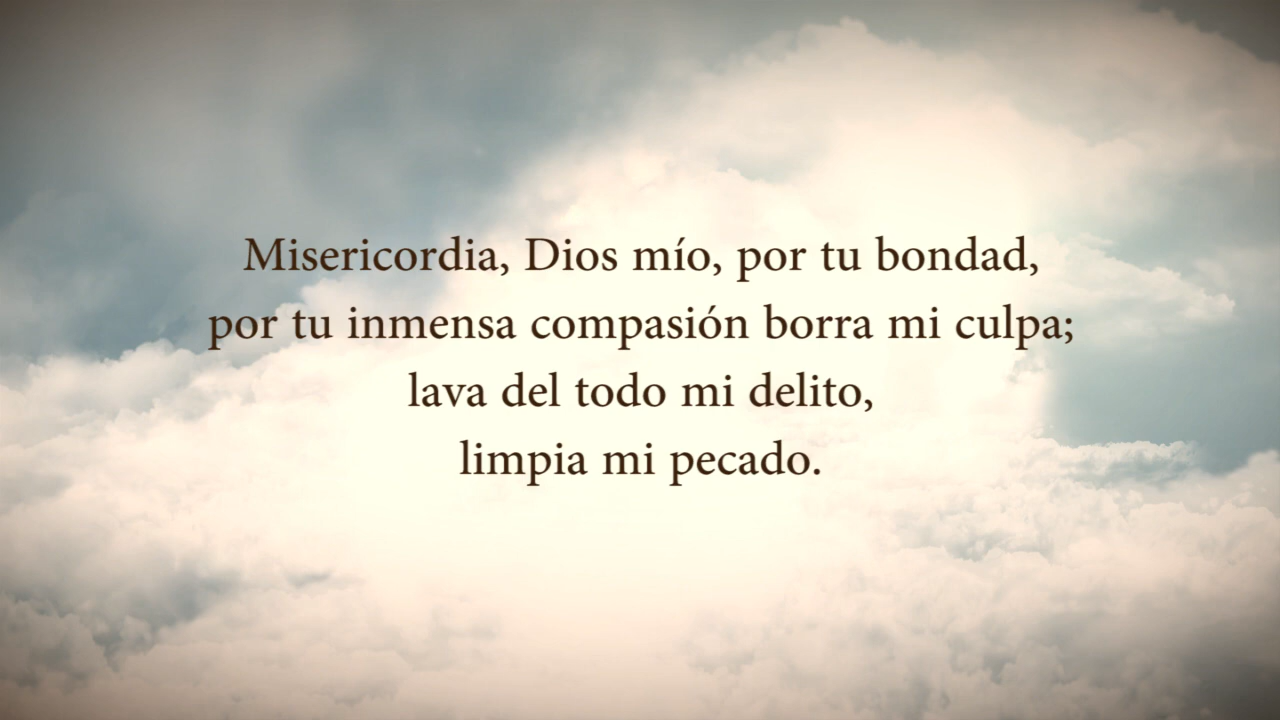 Misericordia, Dios mío, por tu bondad,
por tu inmensa compasión borra mi culpa;
lava del todo mi delito,
limpia mi pecado.